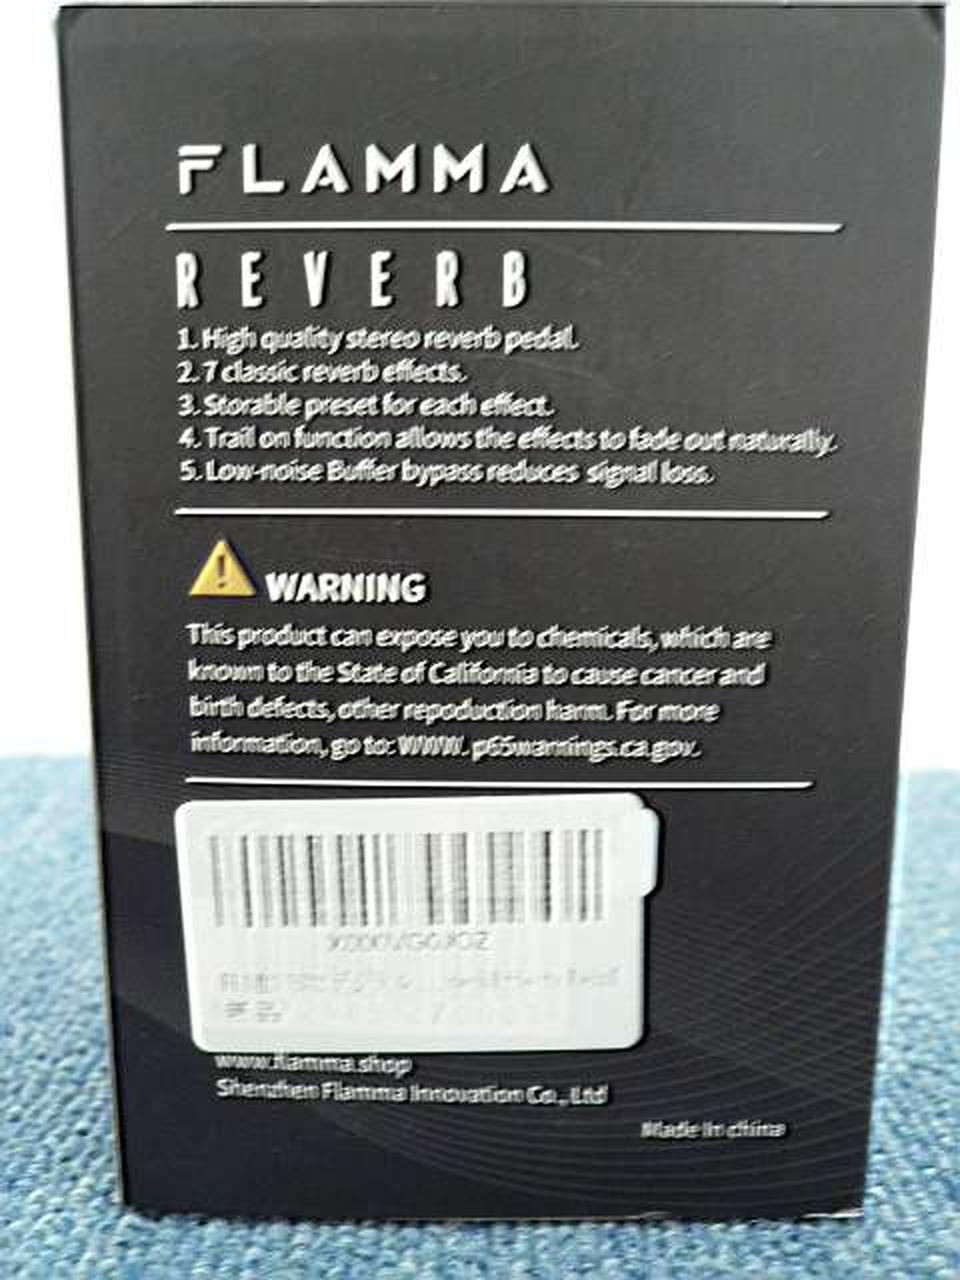 FLAMMA
REVERB
1. High quality stereo reverb pedal.
2. 7 classic reverb effects.
3. Storable preset for each effect.
4. Trail on function allows the effects to fade out naturally.
5. Low-noise Buffer bypass reduces signal loss.
WARNING
This product can expose you to chemicals, which are
known to the State of California to cause cancer and
birth defects, other repoduction harm. For more
information, go to: WWW. p65warnings.ca.gov.
新品
www.flamma.shop
Shenzhen Flamma Innovation Co., Ltd
Made in china